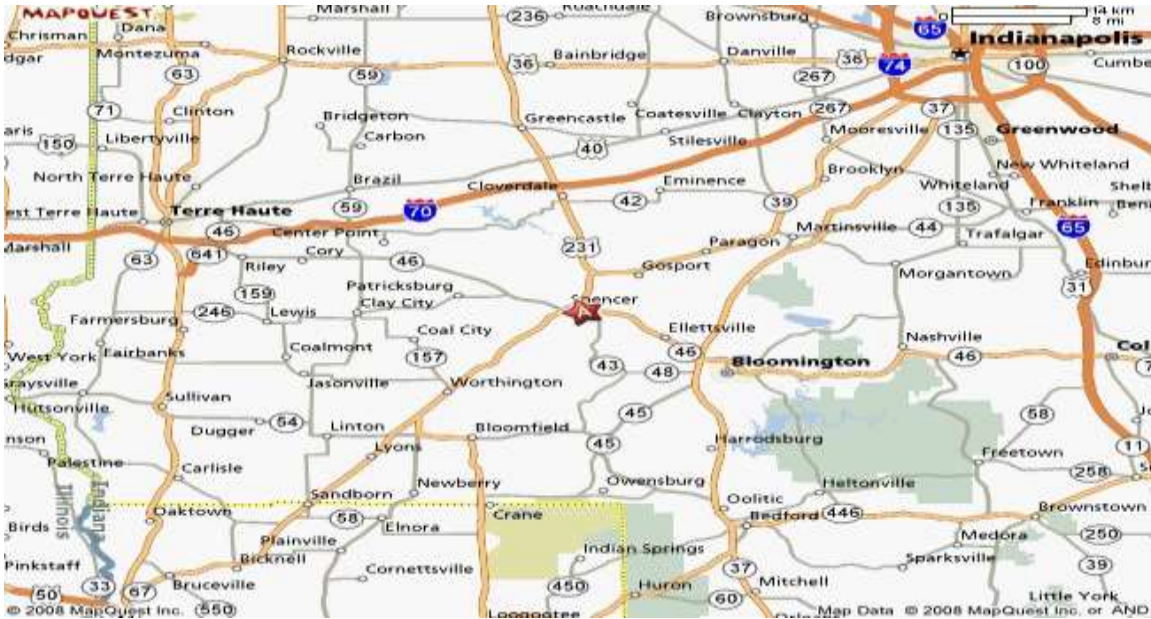 MAPQUEST
Marshall
236
Roachdale
Brownsburg
65
14 km
8 mi
Chrisman
Dana
Indianapolis
Montezuma
Rockville
36
Bainbridge
Danville
36
74
100
63
59
267
71
Clinton
Bridgeton
Greencastle
Coatesville
Clayton
267
37
150
Libertyville
Carbon
40
Stilesville
Mooresville
135
Greenwood
North Terre Haute
Brazil
Cloverdale
Eminence
Brooklyn
New Whiteland
Whiteland
Terre Haute
59
70
42
39
135
Franklin
46
Center Point
231
Paragon
Martinsville
44
65
Marshall
63
641
Cory
46
Gosport
Trafalgar
Riley
Morgantown
159
Patricksburg
Spencer
A
31
246
Lewis
Clay City
Farmersburg
Coal City
Ellettsville
Nashville
West York
Fairbanks
Coalmont
157
43
48
46
Bloomington
46
Jasonville
Worthington
Hutsonville
Sullivan
45
58
Dugger
54
Linton
Bloomfield
45
Harrodsburg
11
Palestine
Lyons
Freetown
258
Carlisle
Newberry
Owensburg
Heltonville
Illinois
Indiana
Sandborn
Oolitic
Brownstown
Birds
Oaktown
58
Elnora
Crane
Bedford
446
250
Plainville
Indian Springs
Medora
Pinkstaff
Bicknell
Cornettsville
Sparksville
39
33
67
Bruceville
450
Huron
37
Mitchell
50
550
Loogootee
60
Little York
© 2008 MapQuest Inc.
Map Data © 2008 MapQuest Inc. or AND